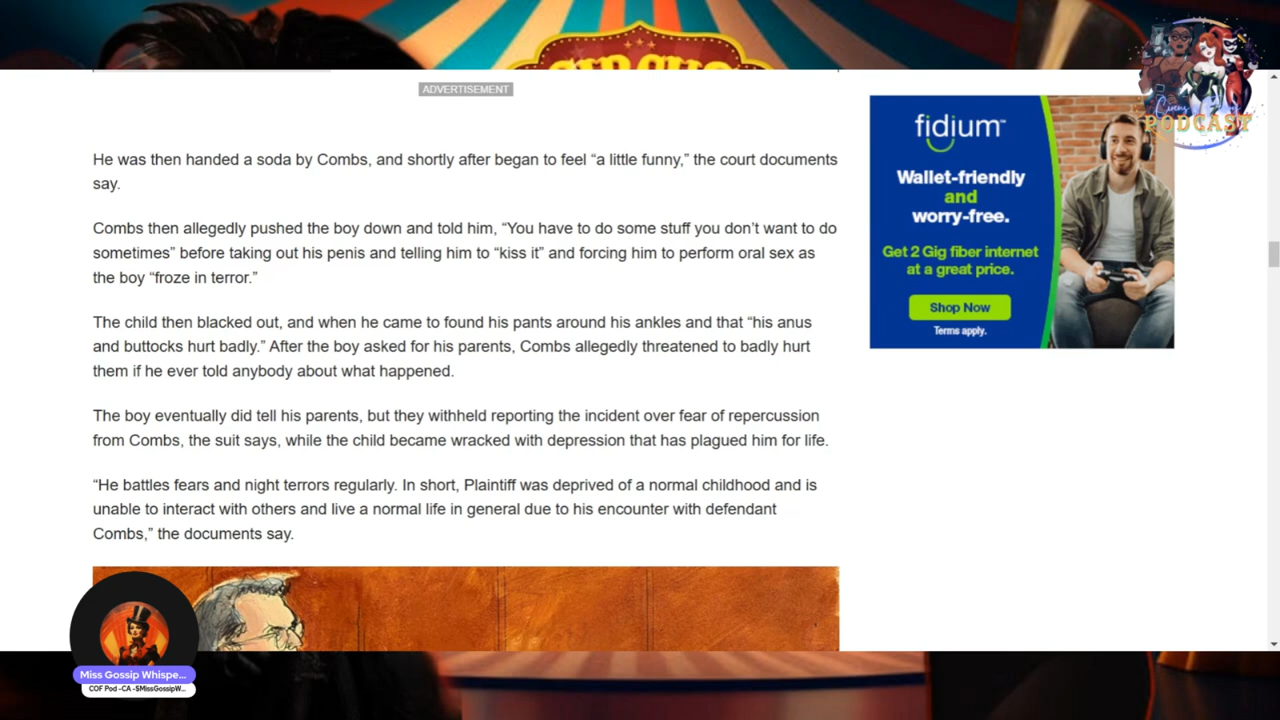 ADVERTISEMENT
He was then handed a soda by Combs, and shortly after began to feel “a little funny,” the court documents
say.
Combs then allegedly pushed the boy down and told him, “You have to do some stuff you don’t want to do
sometimes” before taking out his penis and telling him to “kiss it” and forcing him to perform oral sex as
the boy “froze in terror.”
The child then blacked out, and when he came to found his pants around his ankles and that “his anus
and buttocks hurt badly.” After the boy asked for his parents, Combs allegedly threatened to badly hurt
them if he ever told anybody about what happened.
The boy eventually did tell his parents, but they withheld reporting the incident over fear of repercussion
from Combs, the suit says, while the child became wracked with depression that has plagued him for life.
“He battles fears and night terrors regularly. In short, Plaintiff was deprived of a normal childhood and is
unable to interact with others and live a normal life in general due to his encounter with defendant
Combs,” the documents say.
fidium™
Wallet-friendly
and
worry-free.
Get 2 Gig fiber internet
at a great price.
Shop Now
Terms apply.
PODCAST
Miss Gossip Whispe...
COF Pod -CA -$MissGossipW...